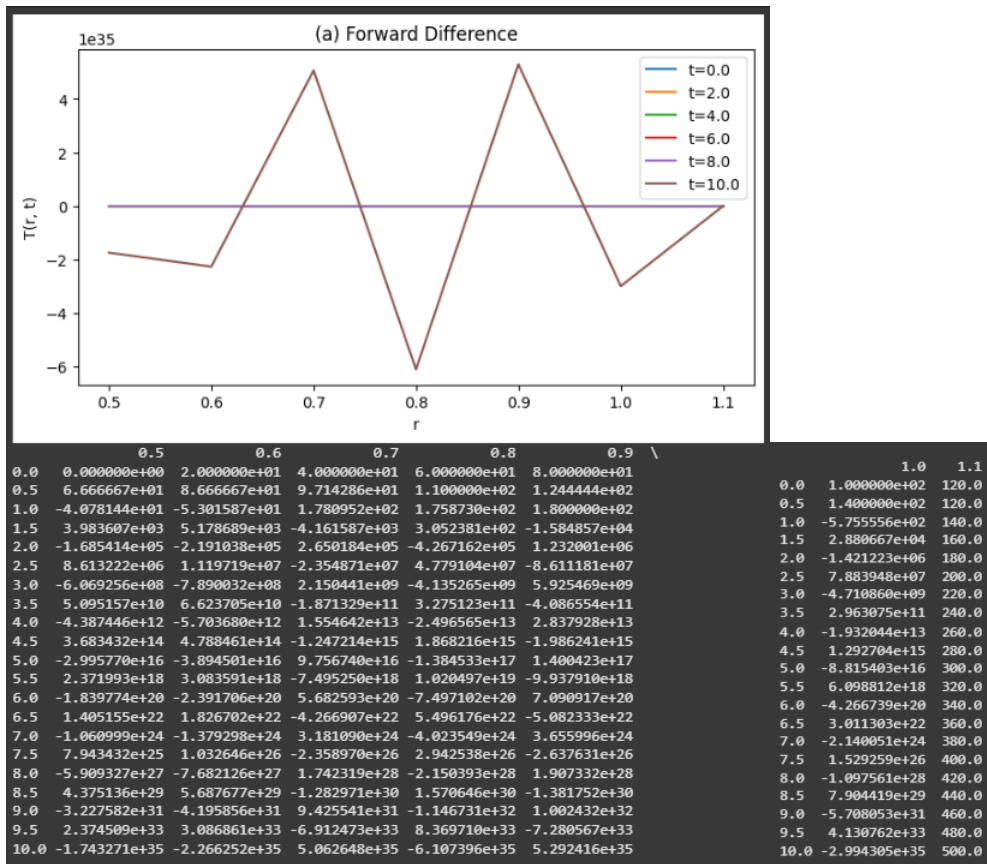 (a) Forward Difference
1e35
T(r, t)
4
2
0
−2
−4
−6
t=0.0
t=2.0
t=4.0
t=6.0
t=8.0
t=10.0
0.5 0.6 0.7 0.8 0.9 1.0 1.1
r
0.5 0.6 0.7 0.8 0.9 \
0.0 0.000000e+00 2.000000e+01 4.000000e+01 6.000000e+01 8.000000e+01
0.5 6.666667e+01 8.666667e+01 9.714286e+01 1.100000e+02 1.244444e+02
1.0 -4.078144e+01 -5.301587e+01 1.780952e+02 1.758730e+02 1.800000e+02
1.5 3.983607e+03 5.178689e+03 -4.161587e+03 3.052381e+02 -1.584857e+04
2.0 -1.685414e+05 -2.191038e+05 2.650184e+05 -4.267162e+05 1.232001e+06
2.5 8.613222e+06 1.119719e+07 -2.354871e+07 4.779104e+07 -8.611181e+07
3.0 -6.069256e+08 -7.890032e+08 2.150441e+09 -4.135265e+09 5.925469e+09
3.5 5.095157e+10 6.623705e+10 -1.871329e+11 3.275123e+11 -4.086554e+11
4.0 -4.387446e+12 -5.703680e+12 1.554642e+13 -2.496565e+13 2.837928e+13
4.5 3.683432e+14 4.788461e+14 -1.247214e+15 1.868216e+15 -1.986241e+15
5.0 -2.995770e+16 -3.894501e+16 9.756740e+16 -1.384533e+17 1.400423e+17
5.5 2.371993e+18 3.083591e+18 -7.495250e+18 1.020497e+19 -9.937910e+18
6.0 -1.839774e+20 -2.391706e+20 5.682593e+20 -7.497102e+20 7.090917e+20
6.5 1.405155e+22 1.826702e+22 -4.266907e+22 5.496176e+22 -5.082333e+22
7.0 -1.060999e+24 -1.379298e+24 3.181090e+24 -4.023549e+24 3.655996e+24
7.5 7.943432e+25 1.032646e+26 -2.358970e+26 2.942538e+26 -2.637631e+26
8.0 -5.909327e+27 -7.682126e+27 1.742319e+28 -2.150393e+28 1.907332e+28
8.5 4.375136e+29 5.687677e+29 -1.282971e+30 1.570646e+30 -1.381752e+30
9.0 -3.227582e+31 -4.195856e+31 9.425541e+31 -1.146731e+32 1.002432e+32
9.5 2.374509e+33 3.086861e+33 -6.912473e+33 8.369710e+33 -7.280567e+33
10.0 -1.743271e+35 -2.266252e+35 5.062648e+35 -6.107396e+35 5.292416e+35
1.0 1.1
0.0 1.000000e+02 120.0
0.5 1.400000e+02 120.0
1.0 -5.755556e+02 140.0
1.5 2.880667e+04 160.0
2.0 -1.421223e+06 180.0
2.5 7.883948e+07 200.0
3.0 -4.710860e+09 220.0
3.5 2.963075e+11 240.0
4.0 -1.932044e+13 260.0
4.5 1.292704e+15 280.0
5.0 -8.815403e+16 300.0
5.5 6.098812e+18 320.0
6.0 -4.266739e+20 340.0
6.5 3.011303e+22 360.0
7.0 -2.140051e+24 380.0
7.5 1.529259e+26 400.0
8.0 -1.097561e+28 420.0
8.5 7.904419e+29 440.0
9.0 -5.708053e+31 460.0
9.5 4.130762e+33 480.0
10.0 -2.994305e+35 500.0